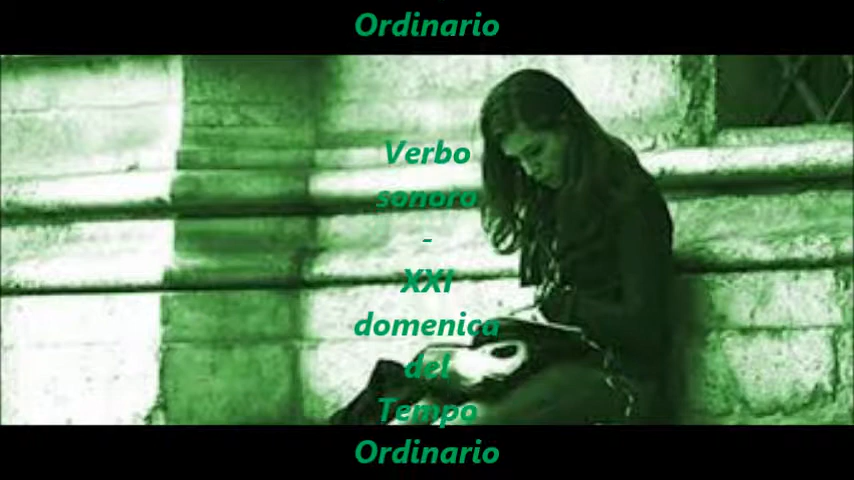 Ordinario
Verbo
sonoro
-
XXI
domenica
del
Tempo
Ordinario